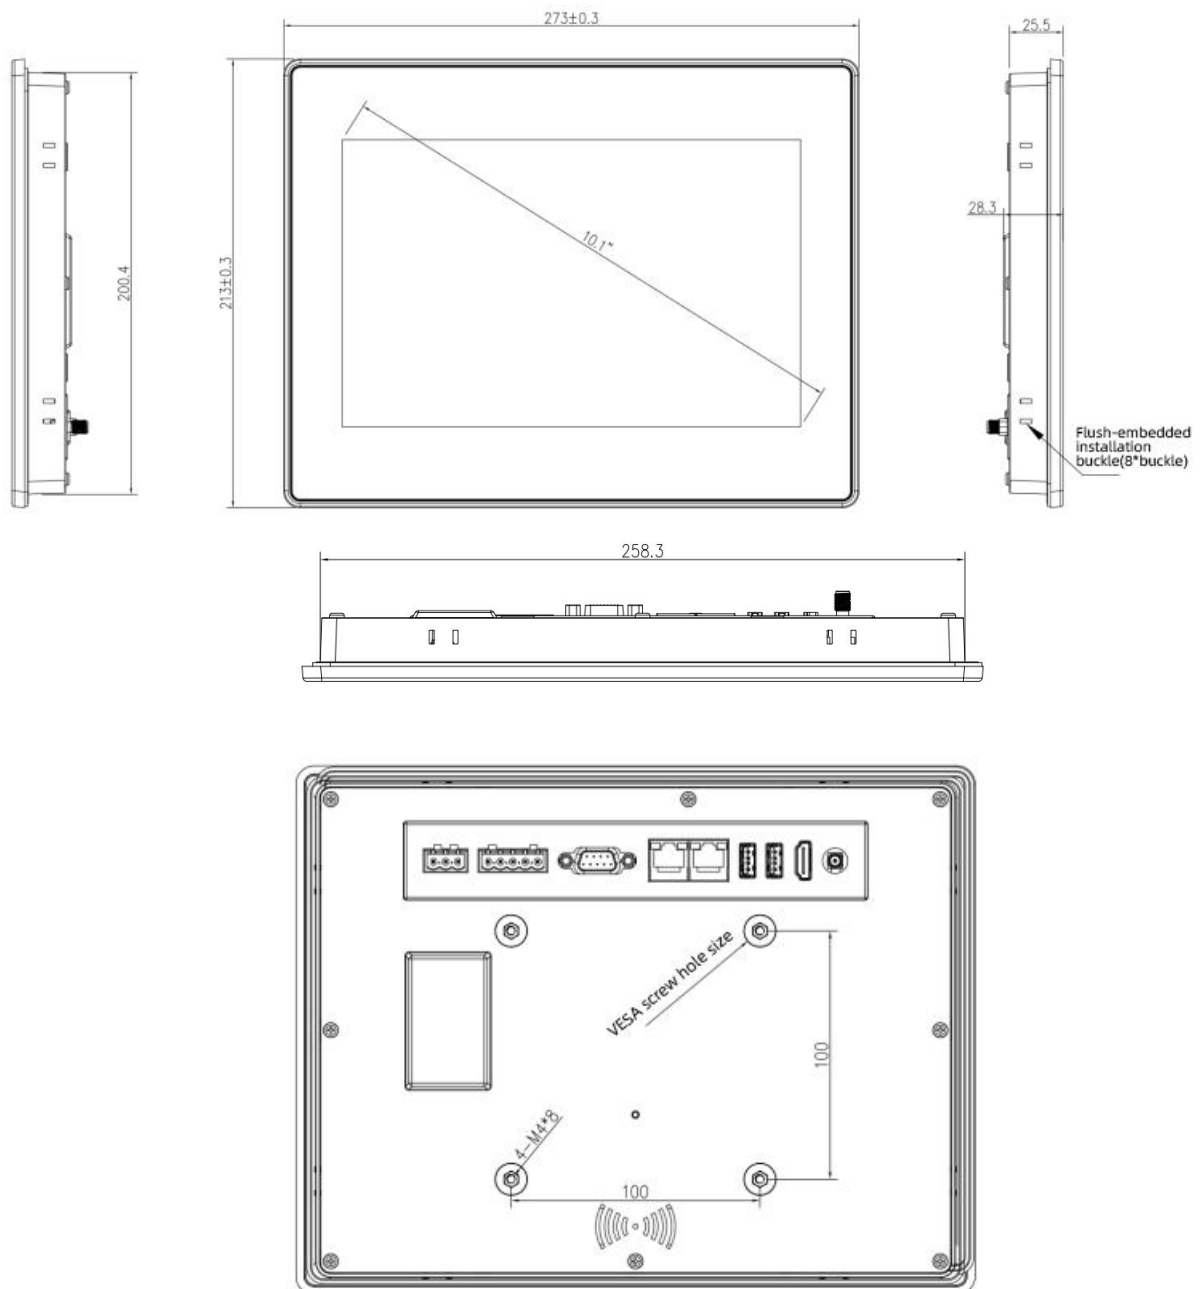 273±0.3
25.5
200.4
213±0.3
10.1"
28.3
Flush-embedded
installation
buckle(8*buckle)
258.3
VESA screw hole size
100
4-M4*8
100